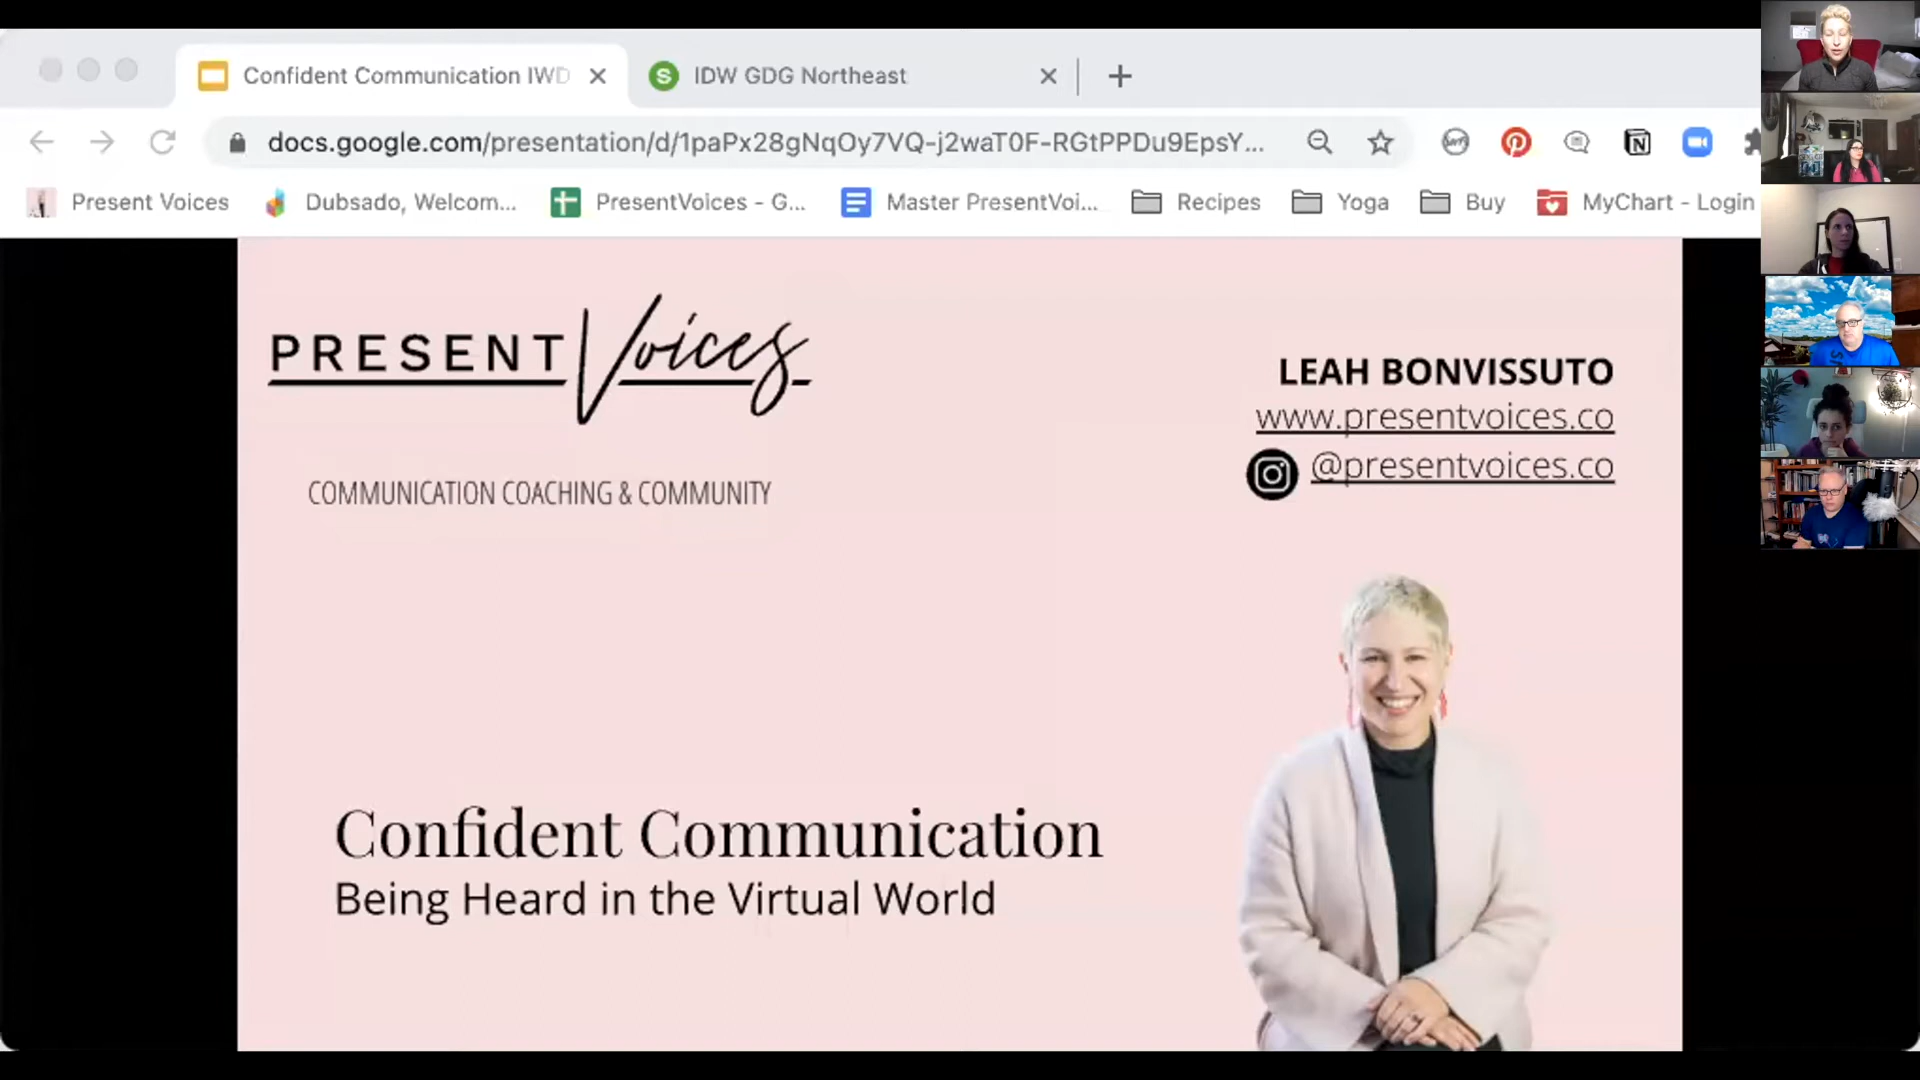 Confident Communication IWD
IDW GDG Northeast
docs.google.com/presentation/d/1paPx28gNqOy7VQ-j2waT0F-RGtPPDu9EpsY...
Present Voices
Dubsado, Welcom...
PresentVoices - G...
Master PresentVoi...
Recipes
Yoga
Buy
MyChart - Login
PRESENT Voices
COMMUNICATION COACHING & COMMUNITY
LEAH BONVISSUTO
www.presentvoices.co
@presentvoices.co
Confident Communication
Being Heard in the Virtual World